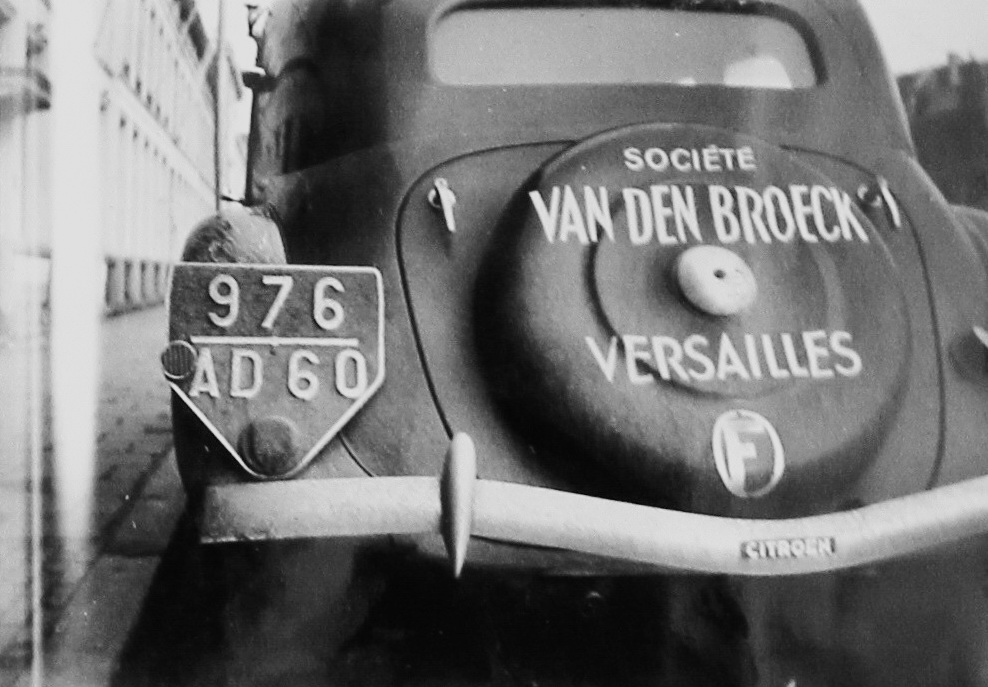 SOCIÉTÉ
VAN DEN BROECK
VERSAILLES
F
976
AD 60
CITROËN